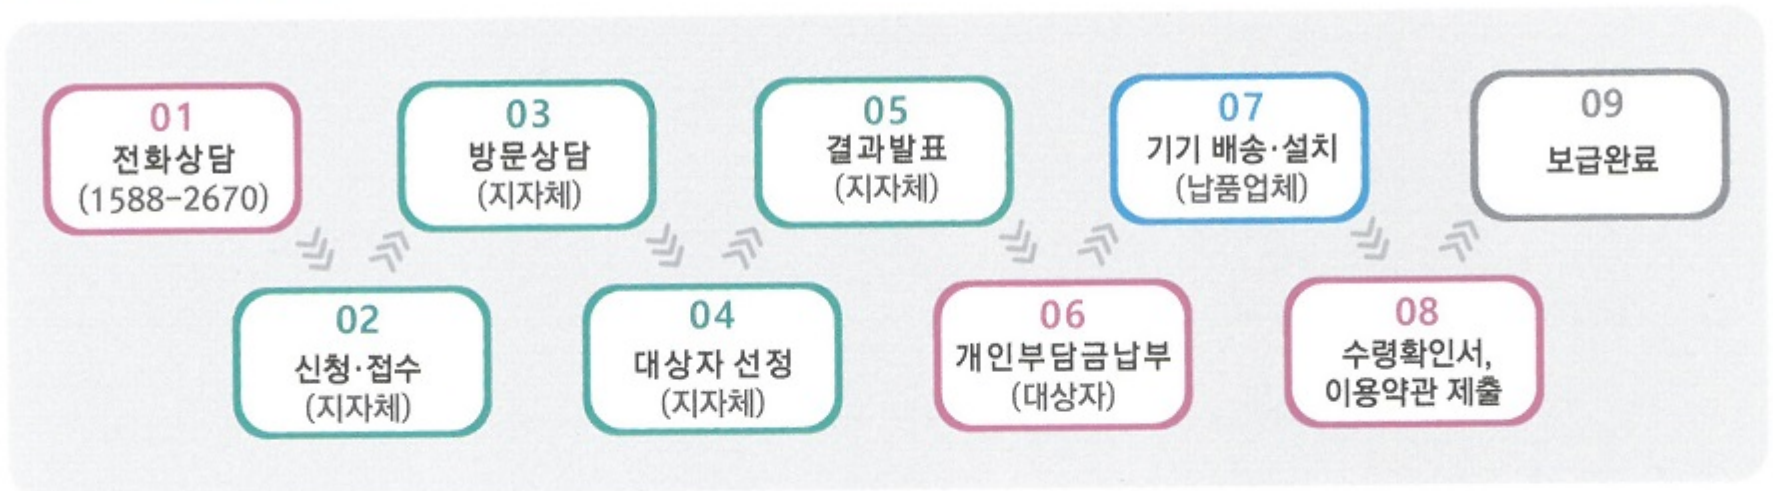 01
전화상담
(1588-2670)
02
신청·접수
(지자체)
03
방문상담
(지자체)
04
대상자 선정
(지자체)
05
결과발표
(지자체)
06
개인부담금납부
(대상자)
07
기기 배송·설치
(납품업체)
08
수령확인서,
이용약관 제출
09
보급완료